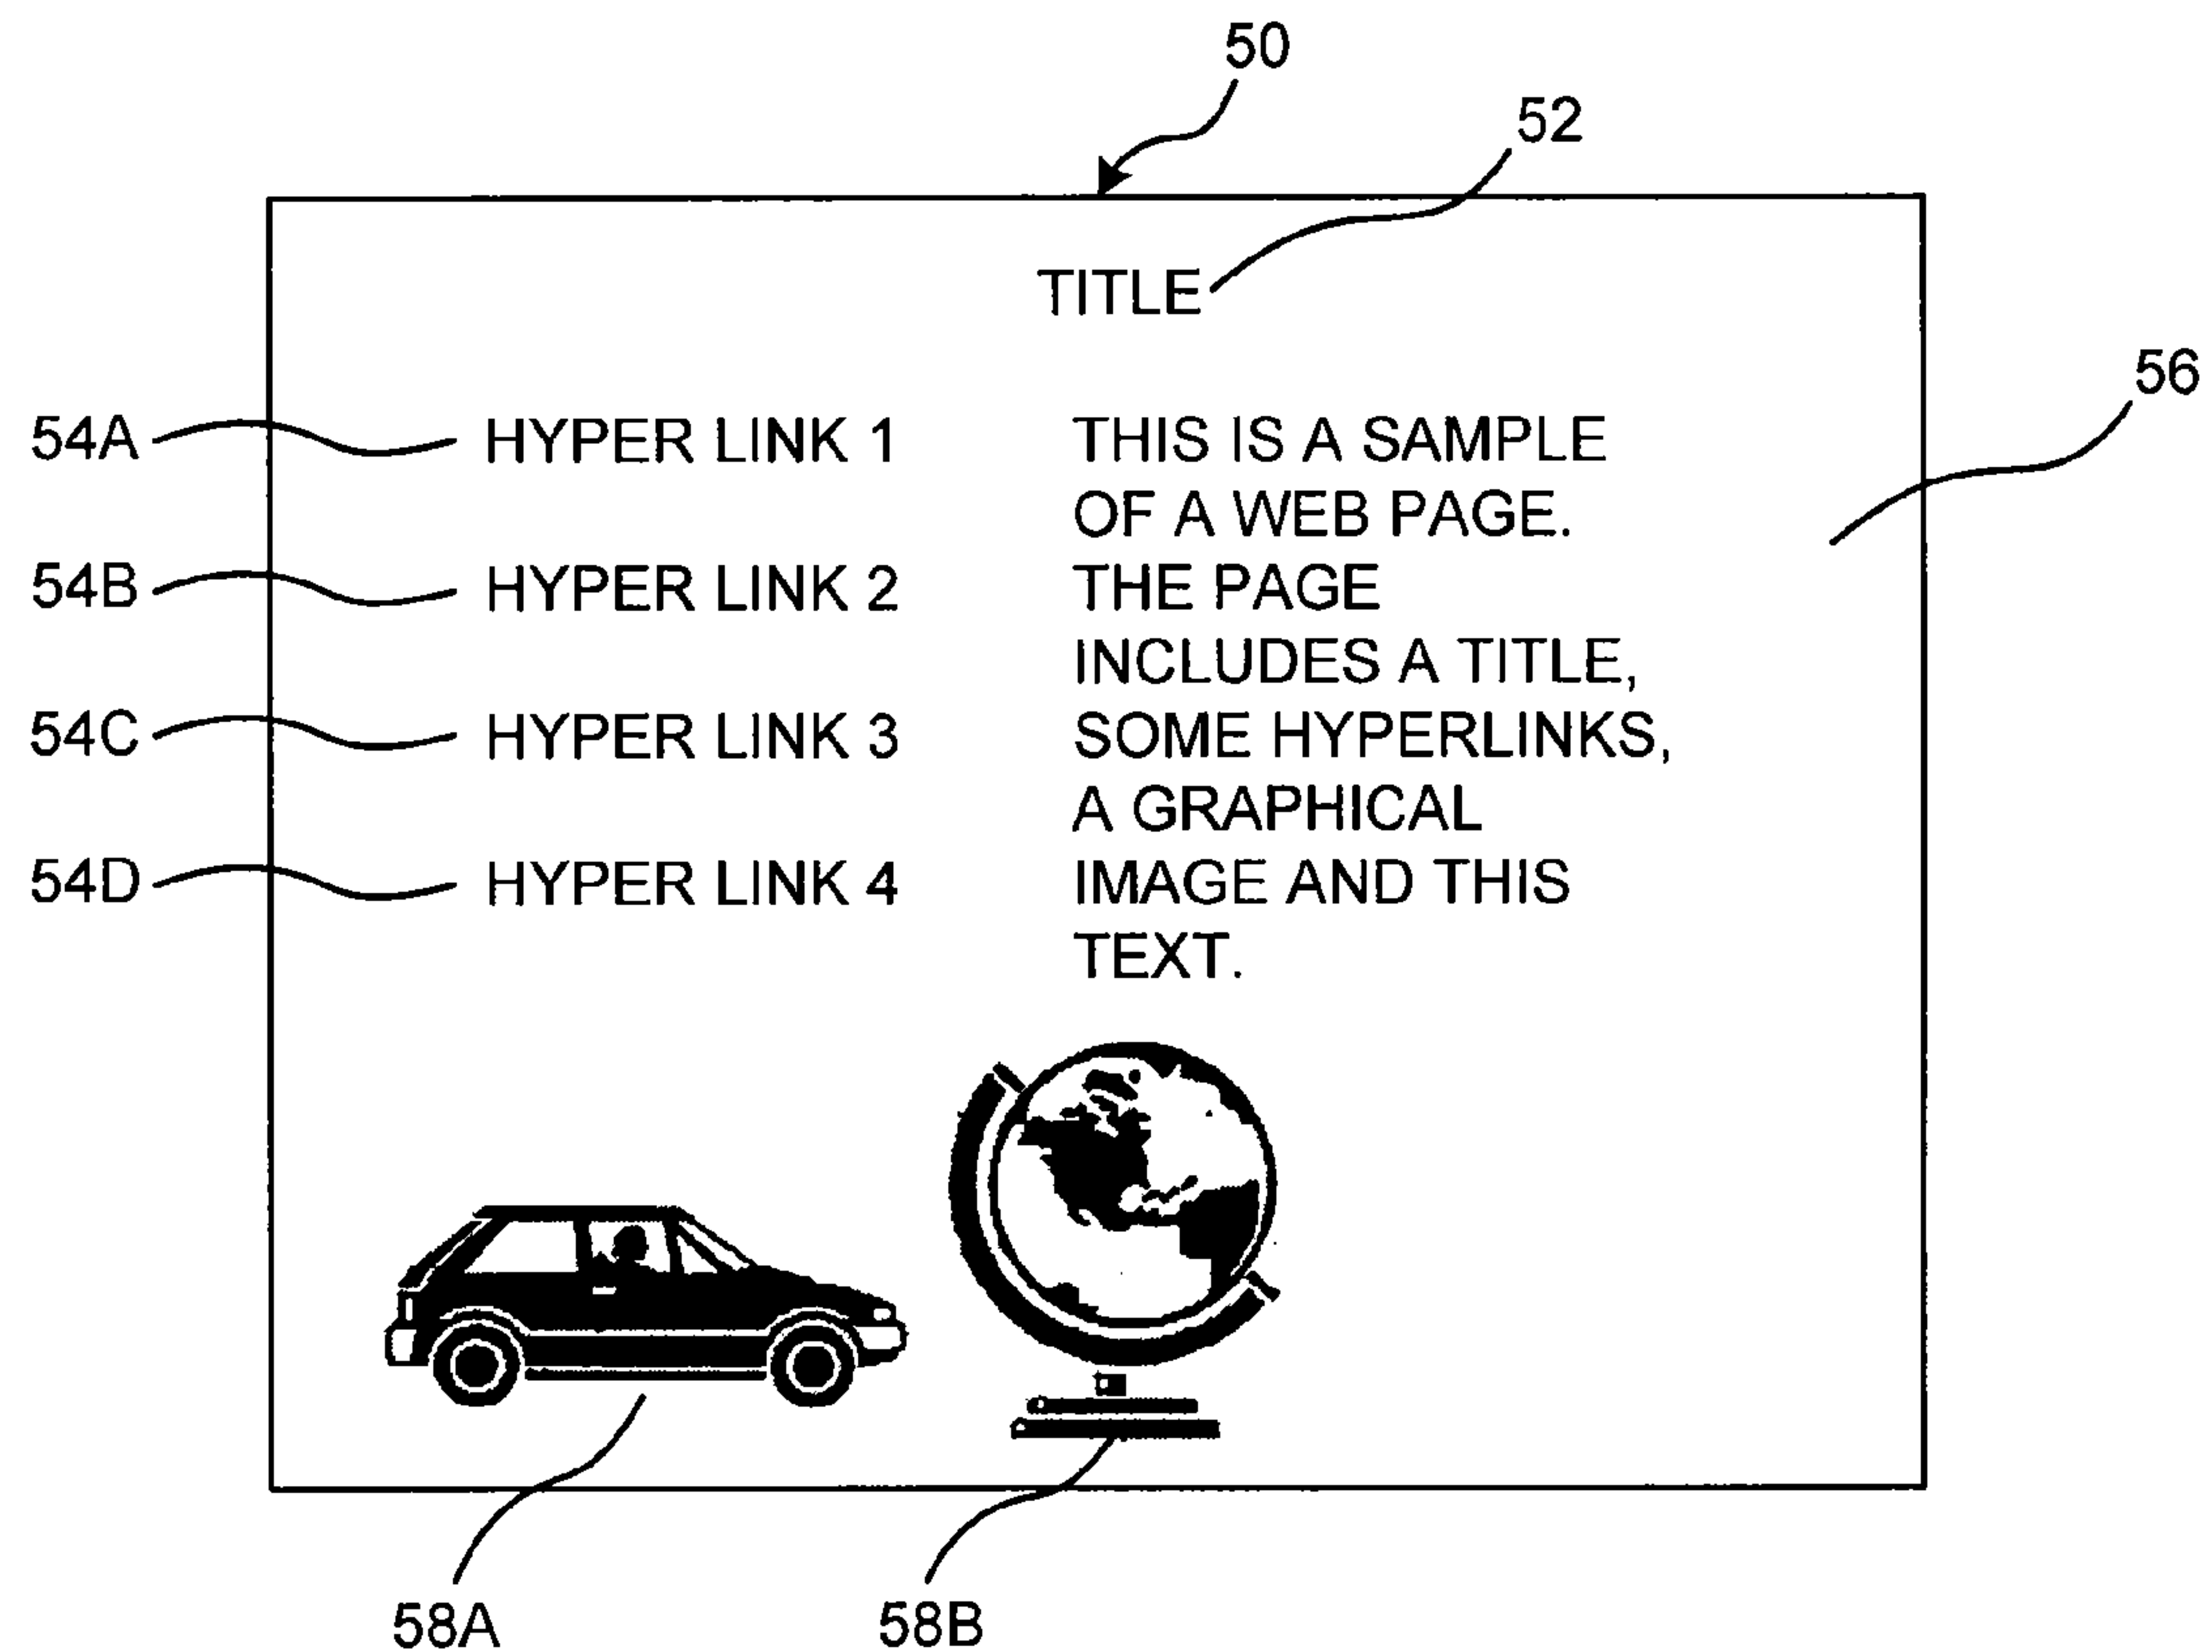 50
52
TITLE
56
54A HYPER LINK 1
54B HYPER LINK 2
54C HYPER LINK 3
54D HYPER LINK 4
THIS IS A SAMPLE
OF A WEB PAGE.
THE PAGE
INCLUDES A TITLE,
SOME HYPERLINKS,
A GRAPHICAL
IMAGE AND THIS
TEXT.
58A
58B